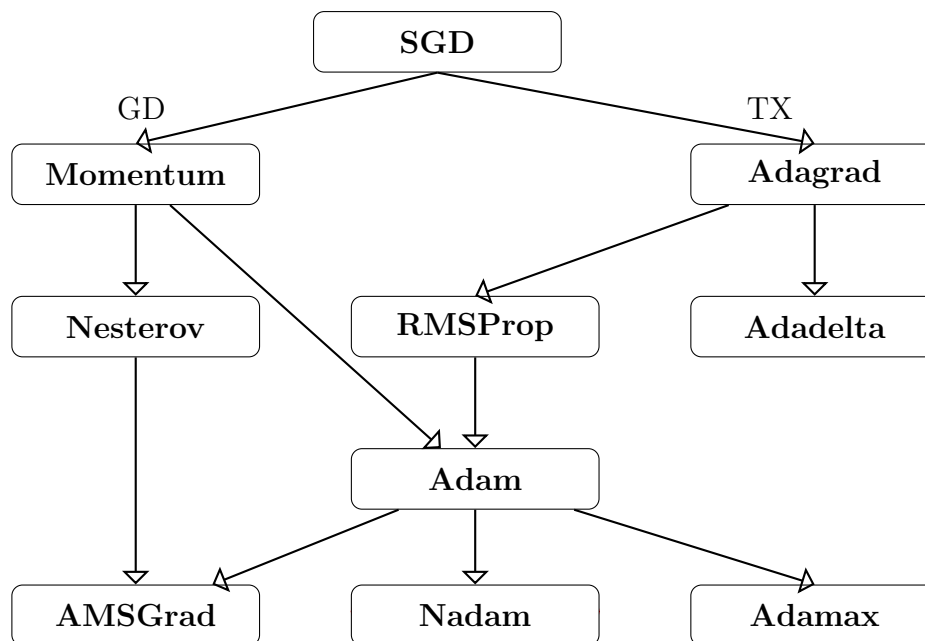 SGD
GD
TX
Momentum
Adagrad
Nesterov
RMSProp
Adadelta
Adam
AMSGrad
Nadam
Adamax